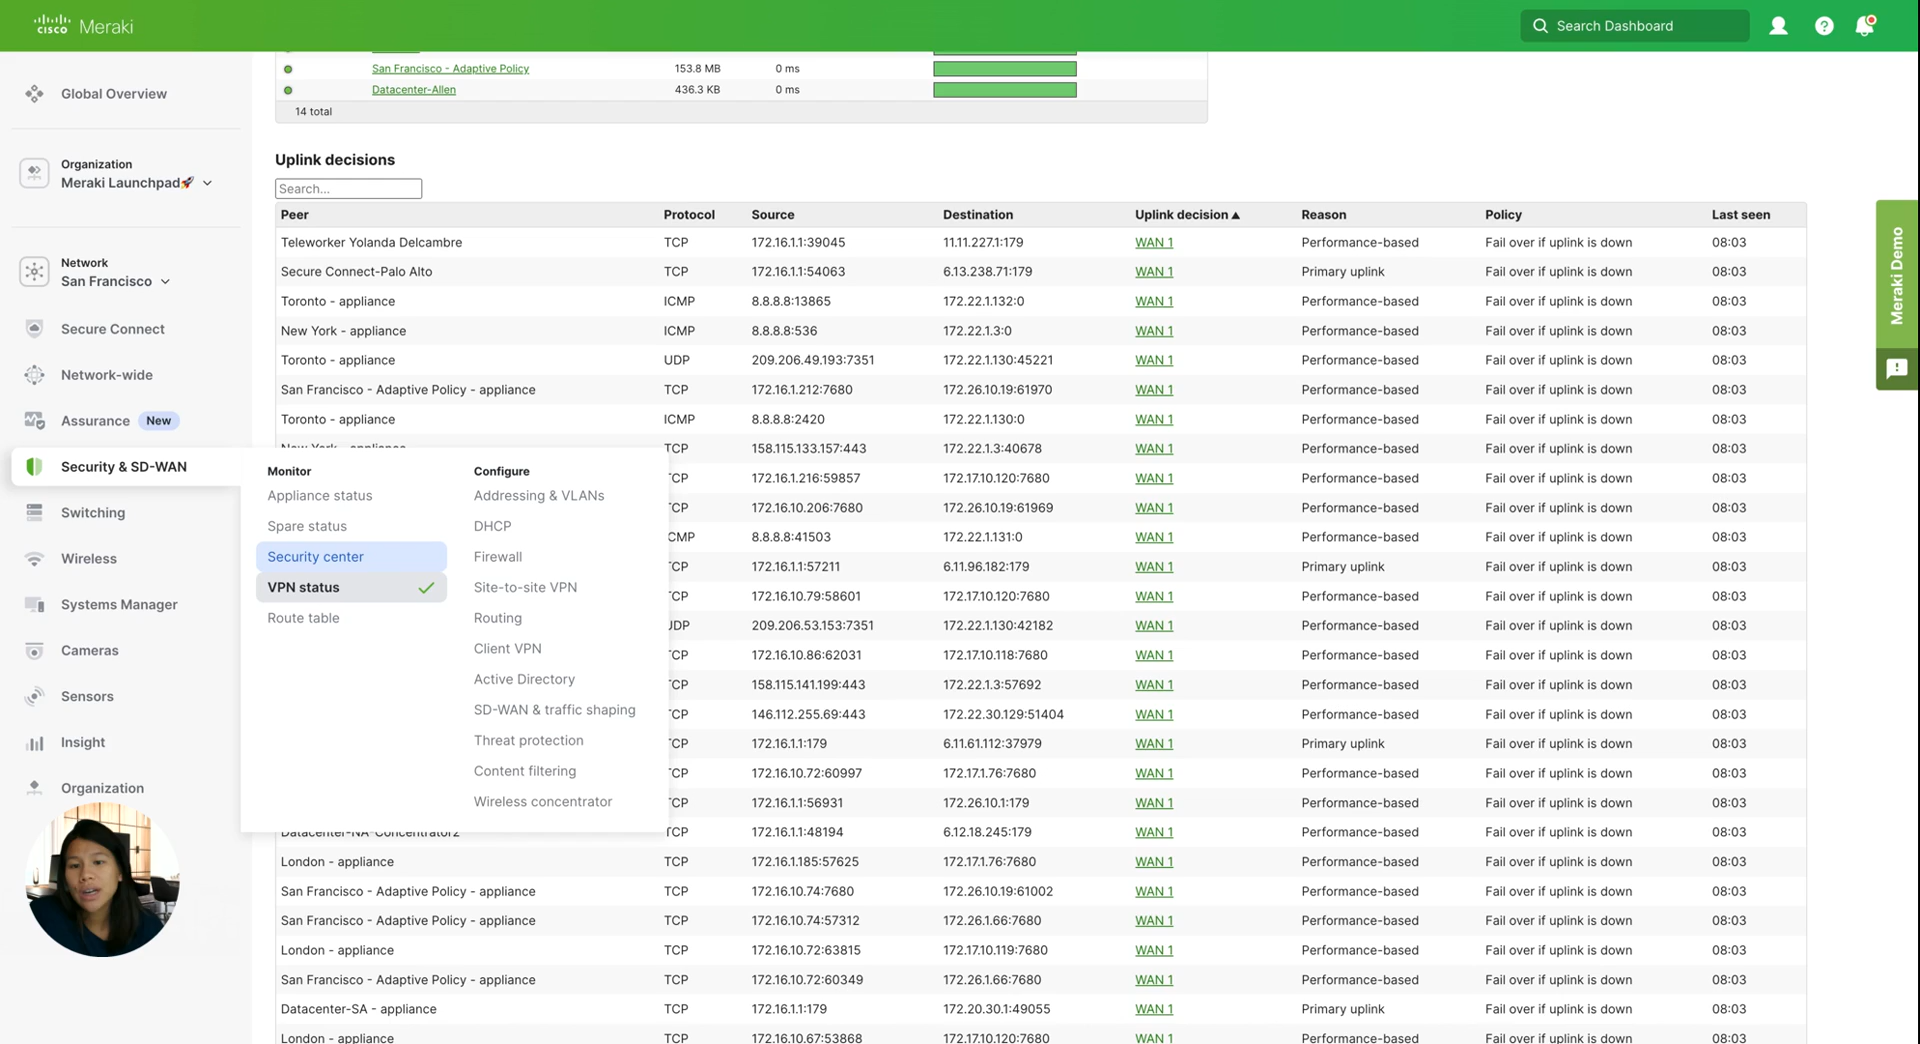 cisco Meraki
Search Dashboard
Global Overview
Organization
Meraki Launchpad🚀
Network
San Francisco
Secure Connect
Network-wide
Assurance New
Security & SD-WAN
Switching
Wireless
Systems Manager
Cameras
Sensors
Insight
Organization
San Francisco - Adaptive Policy 153.8 MB 0 ms
Datacenter-Allen 436.3 KB 0 ms
14 total
Uplink decisions
Search...
Peer Protocol Source Destination Uplink decision▲ Reason Policy Last seen
Teleworker Yolanda Delcambre TCP 172.16.1.1:39045 11.11.227.1:179 WAN 1 Performance-based Fail over if uplink is down 08:03
Secure Connect-Palo Alto TCP 172.16.1.1:54063 6.13.238.71:179 WAN 1 Primary uplink Fail over if uplink is down 08:03
Toronto - appliance ICMP 8.8.8.8:13865 172.22.1.132:0 WAN 1 Performance-based Fail over if uplink is down 08:03
New York - appliance ICMP 8.8.8.8:536 172.22.1.3:0 WAN 1 Performance-based Fail over if uplink is down 08:03
Toronto - appliance UDP 209.206.49.193:7351 172.22.1.130:45221 WAN 1 Performance-based Fail over if uplink is down 08:03
San Francisco - Adaptive Policy - appliance TCP 172.16.1.212:7680 172.26.10.19:61970 WAN 1 Performance-based Fail over if uplink is down 08:03
Toronto - appliance ICMP 8.8.8.8:2420 172.22.1.130:0 WAN 1 Performance-based Fail over if uplink is down 08:03
New York - appliance TCP 158.115.133.157:443 172.22.1.3:40678 WAN 1 Performance-based Fail over if uplink is down 08:03
TCP 172.16.1.216:59857 172.17.10.120:7680 WAN 1 Performance-based Fail over if uplink is down 08:03
TCP 172.16.10.206:7680 172.26.10.19:61969 WAN 1 Performance-based Fail over if uplink is down 08:03
ICMP 8.8.8.8:41503 172.22.1.131:0 WAN 1 Performance-based Fail over if uplink is down 08:03
TCP 172.16.1.1:57211 6.11.96.182:179 WAN 1 Primary uplink Fail over if uplink is down 08:03
TCP 172.16.10.79:58601 172.17.10.120:7680 WAN 1 Performance-based Fail over if uplink is down 08:03
UDP 209.206.53.153:7351 172.22.1.130:42182 WAN 1 Performance-based Fail over if uplink is down 08:03
TCP 172.16.10.86:62031 172.17.10.118:7680 WAN 1 Performance-based Fail over if uplink is down 08:03
TCP 158.115.141.199:443 172.22.1.3:57692 WAN 1 Performance-based Fail over if uplink is down 08:03
TCP 146.112.255.69:443 172.22.30.129:51404 WAN 1 Performance-based Fail over if uplink is down 08:03
TCP 172.16.1.1:179 6.11.61.112:37979 WAN 1 Primary uplink Fail over if uplink is down 08:03
TCP 172.16.10.72:60997 172.17.1.76:7680 WAN 1 Performance-based Fail over if uplink is down 08:03
TCP 172.16.1.1:56931 172.26.10.1:179 WAN 1 Performance-based Fail over if uplink is down 08:03
Datacenter-NA-Concentrator2 TCP 172.16.1.1:48194 6.12.18.245:179 WAN 1 Performance-based Fail over if uplink is down 08:03
London - appliance TCP 172.16.1.185:57625 172.17.1.76:7680 WAN 1 Performance-based Fail over if uplink is down 08:03
San Francisco - Adaptive Policy - appliance TCP 172.16.10.74:7680 172.26.10.19:61002 WAN 1 Performance-based Fail over if uplink is down 08:03
San Francisco - Adaptive Policy - appliance TCP 172.16.10.74:57312 172.26.1.66:7680 WAN 1 Performance-based Fail over if uplink is down 08:03
London - appliance TCP 172.16.10.72:63815 172.17.10.119:7680 WAN 1 Performance-based Fail over if uplink is down 08:03
San Francisco - Adaptive Policy - appliance TCP 172.16.10.72:60349 172.26.1.66:7680 WAN 1 Performance-based Fail over if uplink is down 08:03
Datacenter-SA - appliance TCP 172.16.1.1:179 172.20.30.1:49055 WAN 1 Primary uplink Fail over if uplink is down 08:03
London - appliance TCP 172.16.10.67:53868 172.17.10.120:7680 WAN 1 Performance-based Fail over if uplink is down 08:03
Monitor
Appliance status
Spare status
Security center
VPN status
Route table
Configure
Addressing & VLANs
DHCP
Firewall
Site-to-site VPN
Routing
Client VPN
Active Directory
SD-WAN & traffic shaping
Threat protection
Content filtering
Wireless concentrator
Meraki Demo